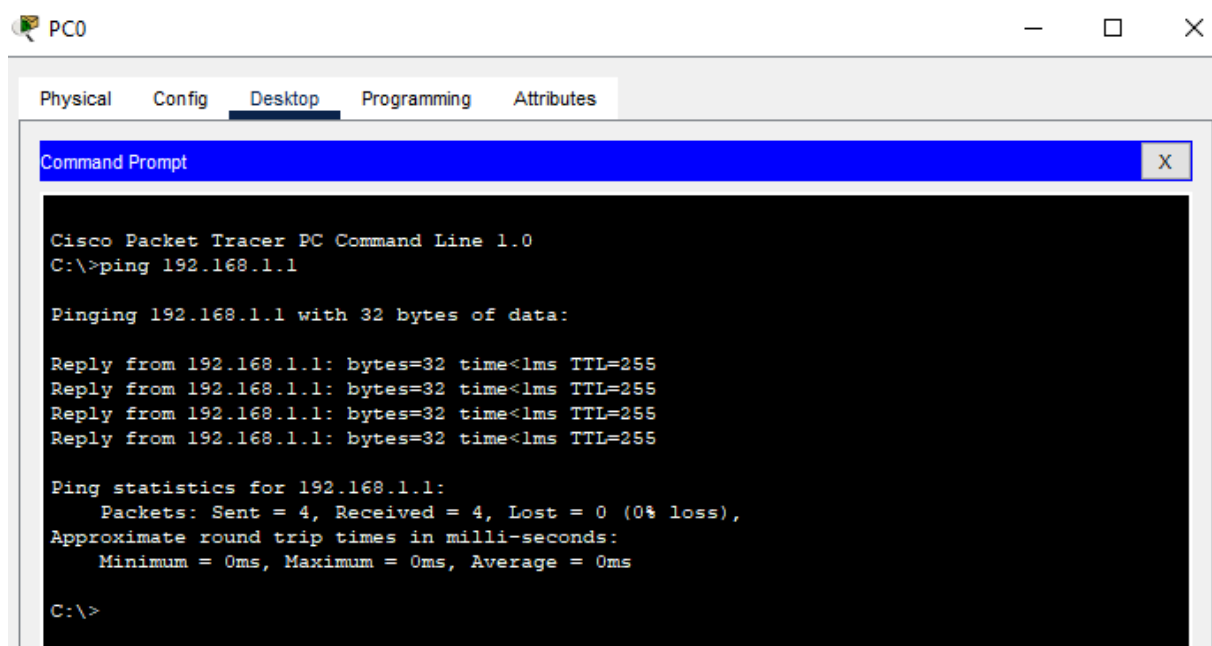 PC0
Physical Config Desktop Programming Attributes
Command Prompt X
Cisco Packet Tracer PC Command Line 1.0
C:\>ping 192.168.1.1
Pinging 192.168.1.1 with 32 bytes of data:
Reply from 192.168.1.1: bytes=32 time<1ms TTL=255
Reply from 192.168.1.1: bytes=32 time<1ms TTL=255
Reply from 192.168.1.1: bytes=32 time<1ms TTL=255
Reply from 192.168.1.1: bytes=32 time<1ms TTL=255
Ping statistics for 192.168.1.1:
Packets: Sent = 4, Received = 4, Lost = 0 (0% loss),
Approximate round trip times in milli-seconds:
Minimum = 0ms, Maximum = 0ms, Average = 0ms
C:\>